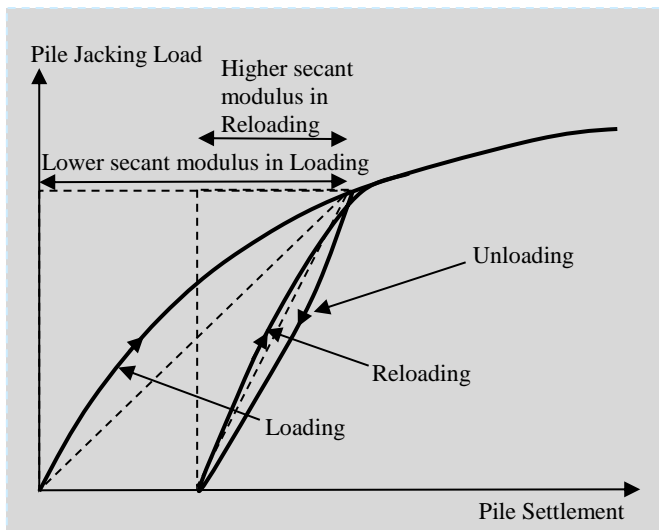 Pile Jacking Load
Higher secant
modulus in
Reloading
Lower secant modulus in Loading
Unloading
Reloading
Loading
Pile Settlement